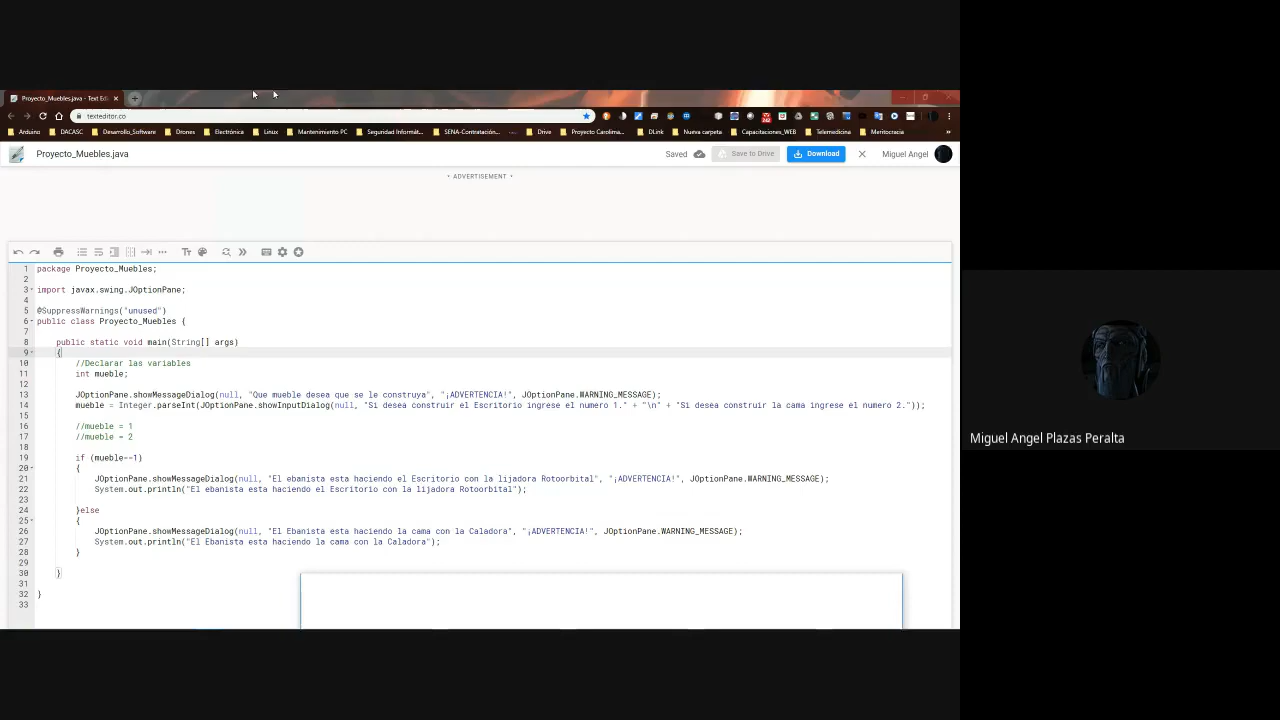 Proyecto_Muebles.java - Text Edi
texteditor.co
Arduino DACASC Desarrollo_Software Drones Electrónica Linux Mantenimiento PC Seguridad Informát... SENA-Contratación... Drive Proyecto Carolina... DLink Nueva carpeta Capacitaciones_WEB Telemedicina Meritocracia »
Proyecto_Muebles.java Saved Save to Drive Download Miguel Angel
• ADVERTISEMENT •
1 package Proyecto_Muebles;
2
3 import javax.swing.JOptionPane;
4
5 @SuppressWarnings("unused")
6 public class Proyecto_Muebles {
7
8 public static void main(String[] args)
9 {
10 //Declarar las variables
11 int mueble;
12
13 JOptionPane.showMessageDialog(null, "Que mueble desea que se le construya", "¡ADVERTENCIA!", JOptionPane.WARNING_MESSAGE);
14 mueble = Integer.parseInt(JOptionPane.showInputDialog(null, "Si desea construir el Escritorio ingrese el numero 1." + "\n" + "Si desea construir la cama ingrese el numero 2."));
15
16 //mueble = 1
17 //mueble = 2
18
19 if (mueble==1)
20 {
21 JOptionPane.showMessageDialog(null, "El ebanista esta haciendo el Escritorio con la lijadora Rotoorbital", "¡ADVERTENCIA!", JOptionPane.WARNING_MESSAGE);
22 System.out.println("El ebanista esta haciendo el Escritorio con la lijadora Rotoorbital");
23
24 }else
25 {
26 JOptionPane.showMessageDialog(null, "El Ebanista esta haciendo la cama con la Caladora", "¡ADVERTENCIA!", JOptionPane.WARNING_MESSAGE);
27 System.out.println("El Ebanista esta haciendo la cama con la Caladora");
28 }
29
30 }
31
32 }
33
Miguel Angel Plazas Peralta